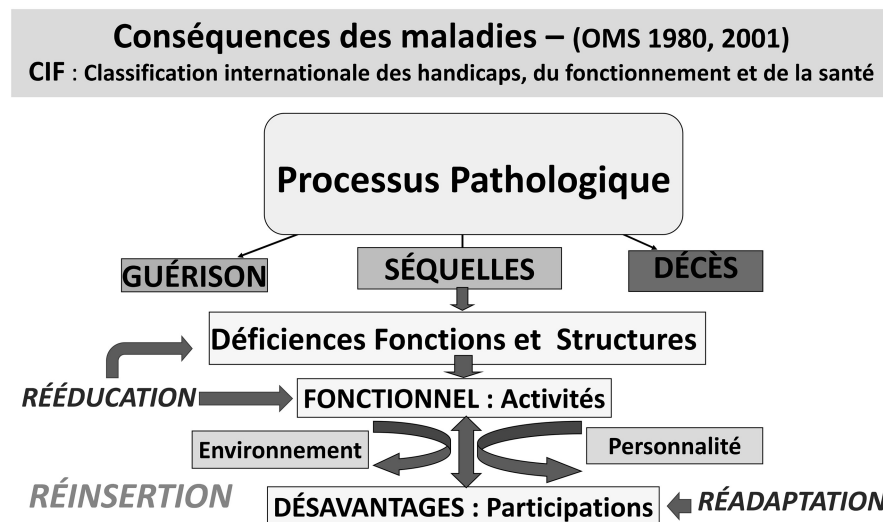 Conséquences des maladies – (OMS 1980, 2001)
CIF : Classification internationale des handicaps, du fonctionnement et de la santé
Processus Pathologique
GUÉRISON
SÉQUELLES
DÉCÈS
Déficiences Fonctions et Structures
RÉÉDUCATION
FONCTIONNEL : Activités
Environnement
Personnalité
RÉINSERTION
DÉSAVANTAGES : Participations
RÉADAPTATION